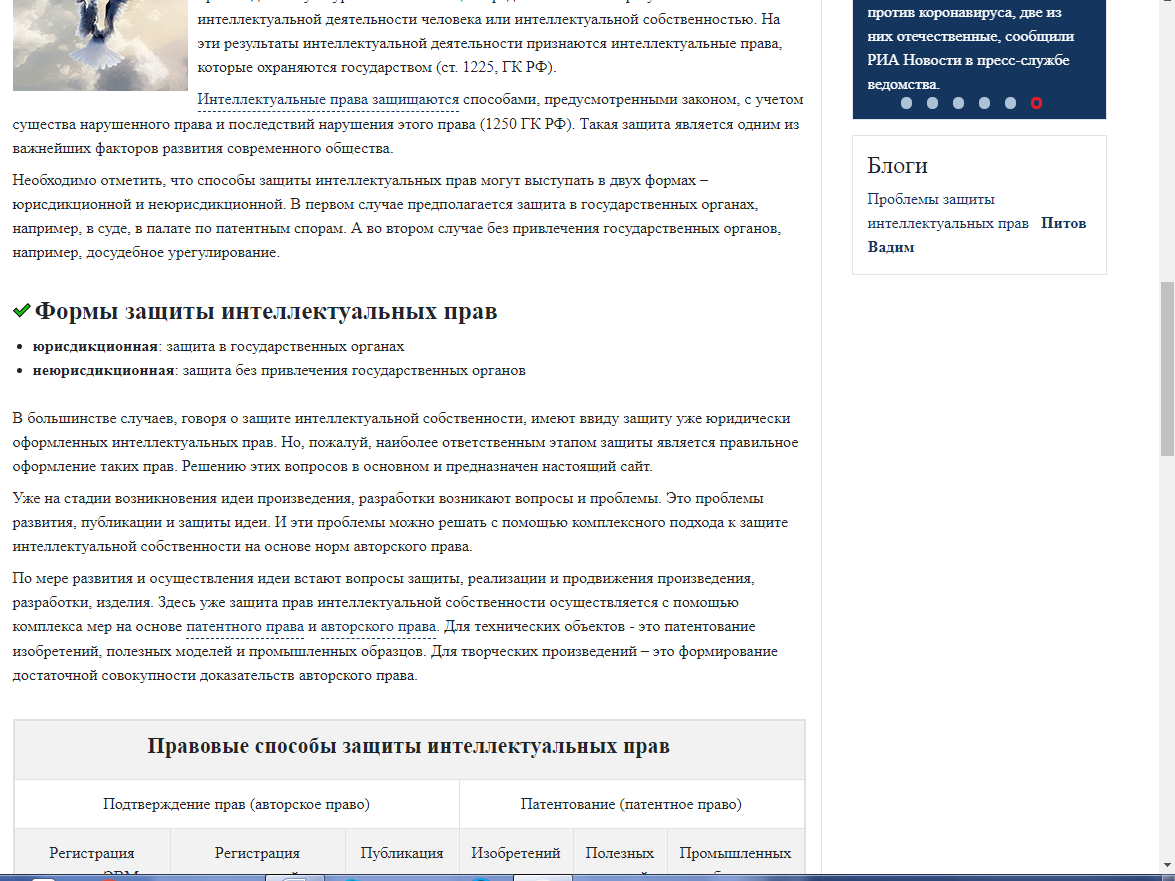 интеллектуальной деятельности человека или интеллектуальной собственностью. На
эти результаты интеллектуальной деятельности признаются интеллектуальные права,
которые охраняются государством (ст. 1225, ГК РФ).
Интеллектуальные права защищаются способами, предусмотренными законом, с учетом
существа нарушенного права и последствий нарушения этого права (1250 ГК РФ). Такая защита является одним из
важнейших факторов развития современного общества.
Необходимо отметить, что способы защиты интеллектуальных прав могут выступать в двух формах –
юрисдикционной и неюрисдикционной. В первом случае предполагается защита в государственных органах,
например, в суде, в палате по патентным спорам. А во втором случае без привлечения государственных органов,
например, досудебное урегулирование.
Формы защиты интеллектуальных прав
юрисдикционная: защита в государственных органах
неюрисдикционная: защита без привлечения государственных органов
В большинстве случаев, говоря о защите интеллектуальной собственности, имеют ввиду защиту уже юридически
оформленных интеллектуальных прав. Но, пожалуй, наиболее ответственным этапом защиты является правильное
оформление таких прав. Решению этих вопросов в основном и предназначен настоящий сайт.
Уже на стадии возникновения идеи произведения, разработки возникают вопросы и проблемы. Это проблемы
развития, публикации и защиты идеи. И эти проблемы можно решать с помощью комплексного подхода к защите
интеллектуальной собственности на основе норм авторского права.
По мере развития и осуществления идеи встают вопросы защиты, реализации и продвижения произведения,
разработки, изделия. Здесь уже защита прав интеллектуальной собственности осуществляется с помощью
комплекса мер на основе патентного права и авторского права. Для технических объектов - это патентование
изобретений, полезных моделей и промышленных образцов. Для творческих произведений – это формирование
достаточной совокупности доказательств авторского права.
Правовые способы защиты интеллектуальных прав
Подтверждение прав (авторское право) Патентование (патентное право)
Регистрация Регистрация Публикация Изобретений Полезных Промышленных
против коронавируса, две из
них отечественные, сообщили
РИА Новости в пресс-службе
ведомства.
Блоги
Проблемы защиты
интеллектуальных прав Питов
Вадим